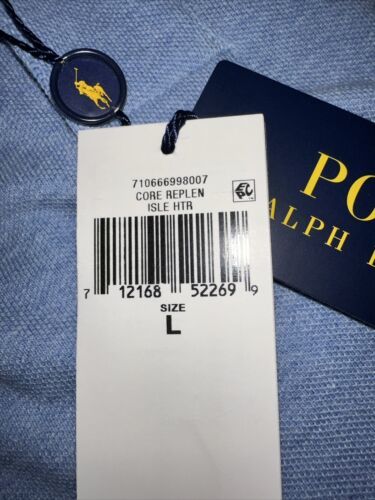 710666998007
CORE REPLEN
ISLE HTR
7 12168 52269 9
SIZE
L
PO
ALPH